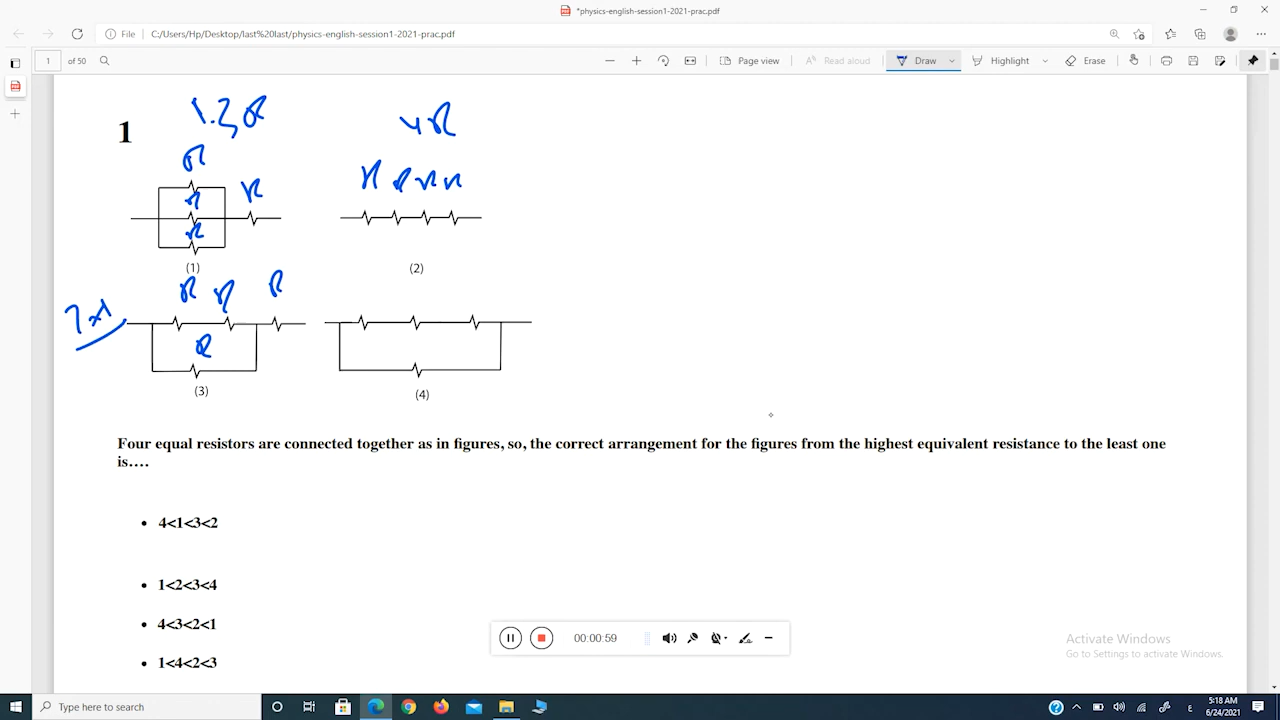 *physics-english-session1-2021-prac.pdf
File C:/Users/Hp/Desktop/last%20last/physics-english-session1-2021-prac.pdf
1 of 50 Page view Read aloud Draw Highlight Erase
1
1.3 R
4R
R
R R R R
R
R
R
(1)
(2)
R R R
R
(3)
(4)
Four equal resistors are connected together as in figures, so, the correct arrangement for the figures from the highest equivalent resistance to the least one
is….
• 4<1<3<2
• 1<2<3<4
• 4<3<2<1
• 1<4<2<3
00:00:59
Activate Windows
Go to Settings to activate Windows.
Type here to search
5:18 AM
6/24/2021